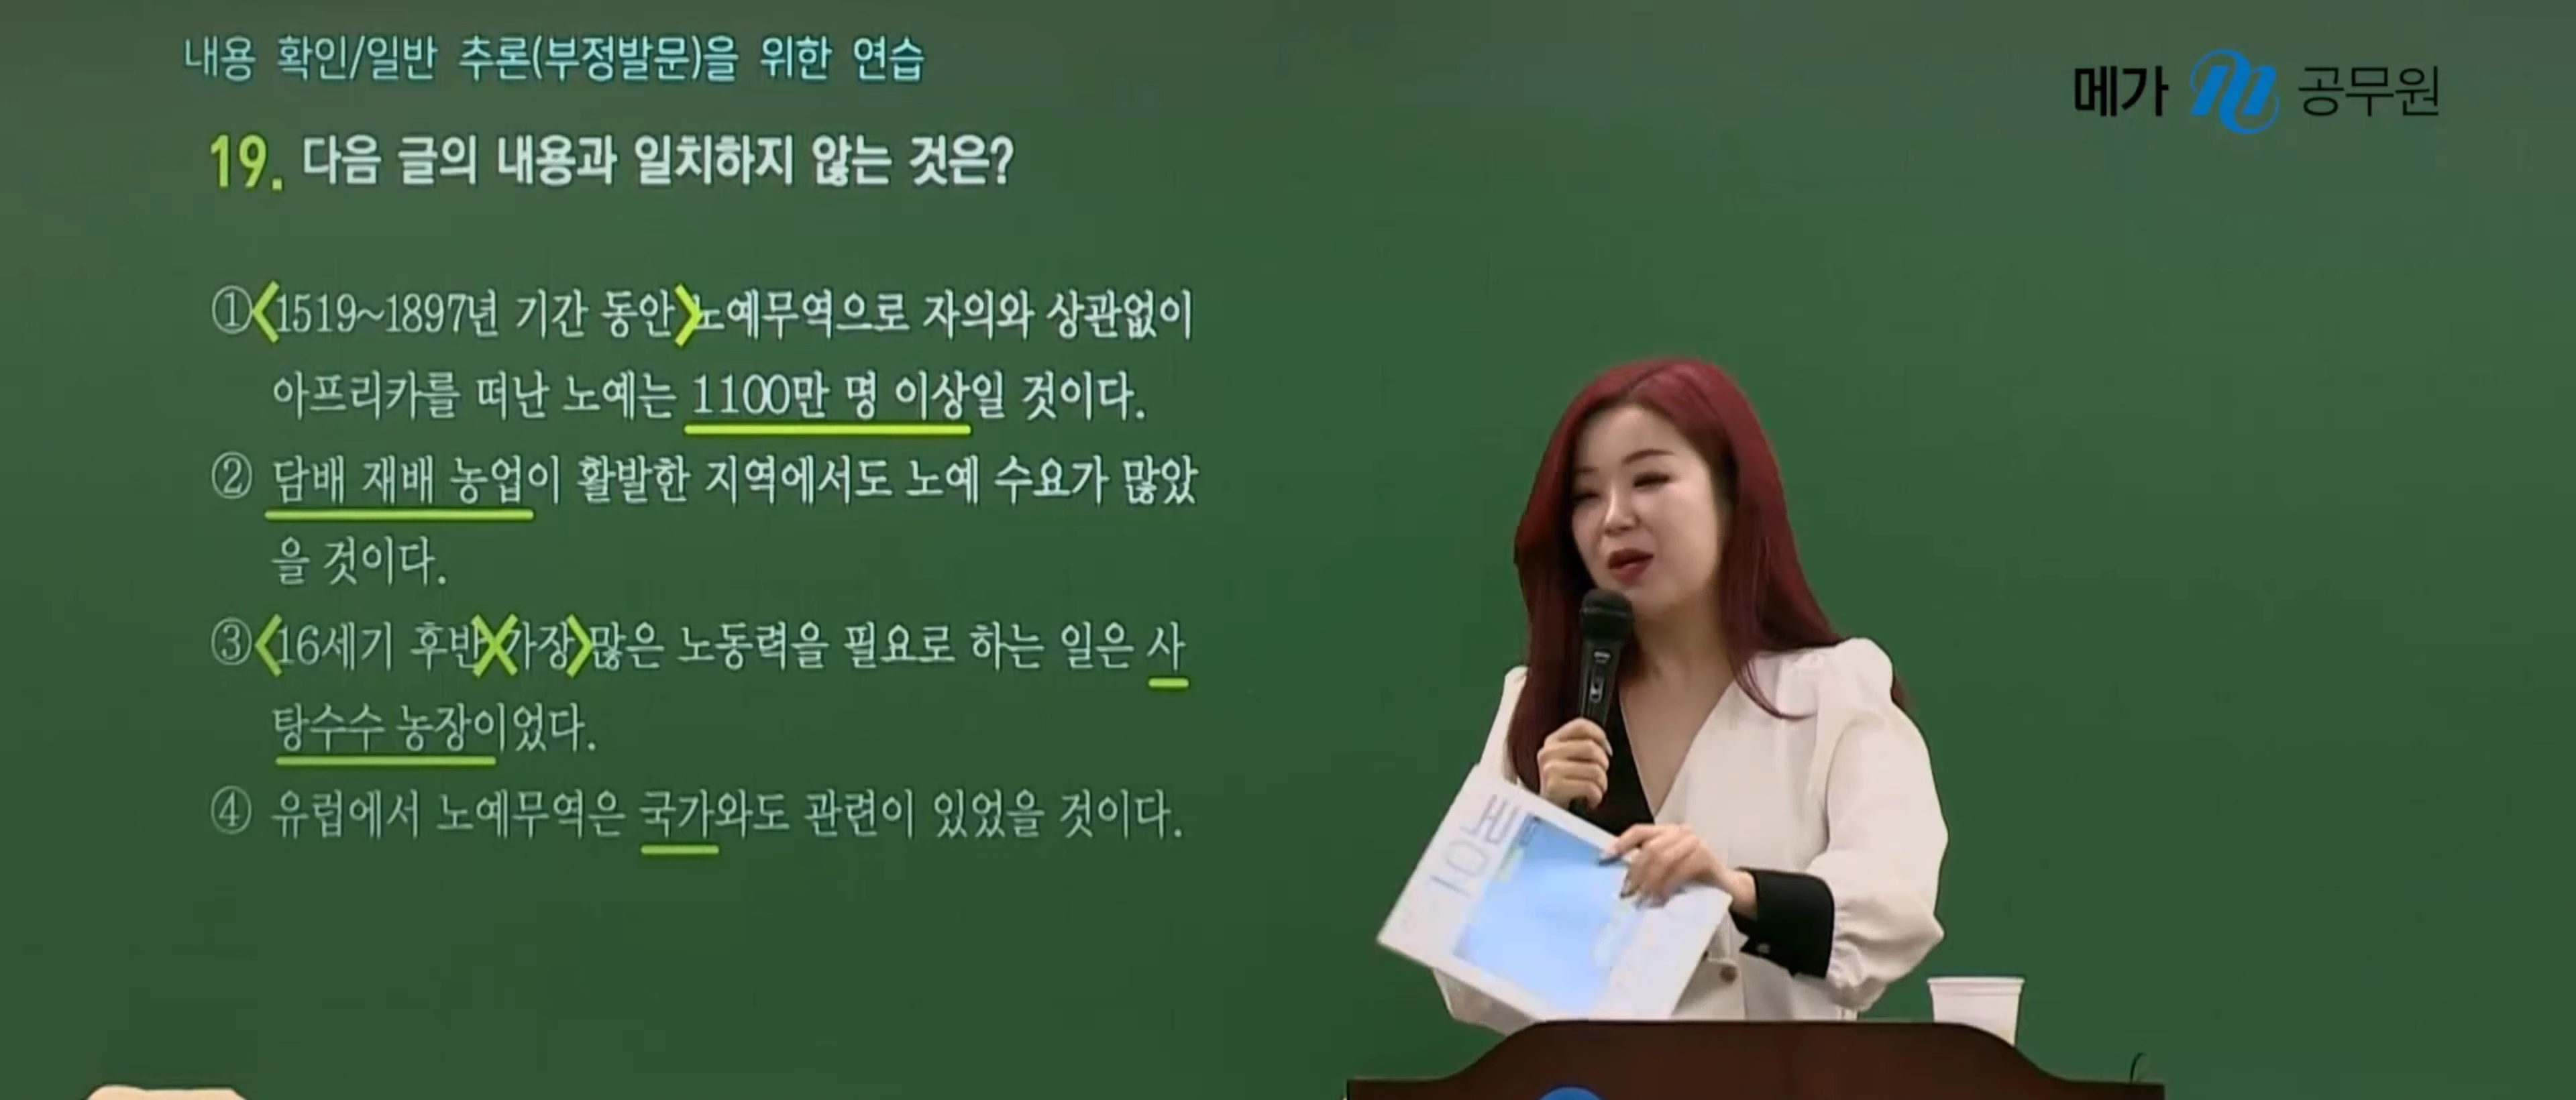 내용 확인/일반 추론(부정발문)을 위한 연습
메가 공무원
19. 다음 글의 내용과 일치하지 않는 것은?
① 1519~1897년 기간 동안 노예무역으로 자의와 상관없이
아프리카를 떠난 노예는 1100만 명 이상일 것이다.
② 담배 재배 농업이 활발한 지역에서도 노예 수요가 많았
을 것이다.
③ 16세기 후반 가장 많은 노동력을 필요로 하는 일은 사
탕수수 농장이었다.
④ 유럽에서 노예무역은 국가와도 관련이 있었을 것이다.